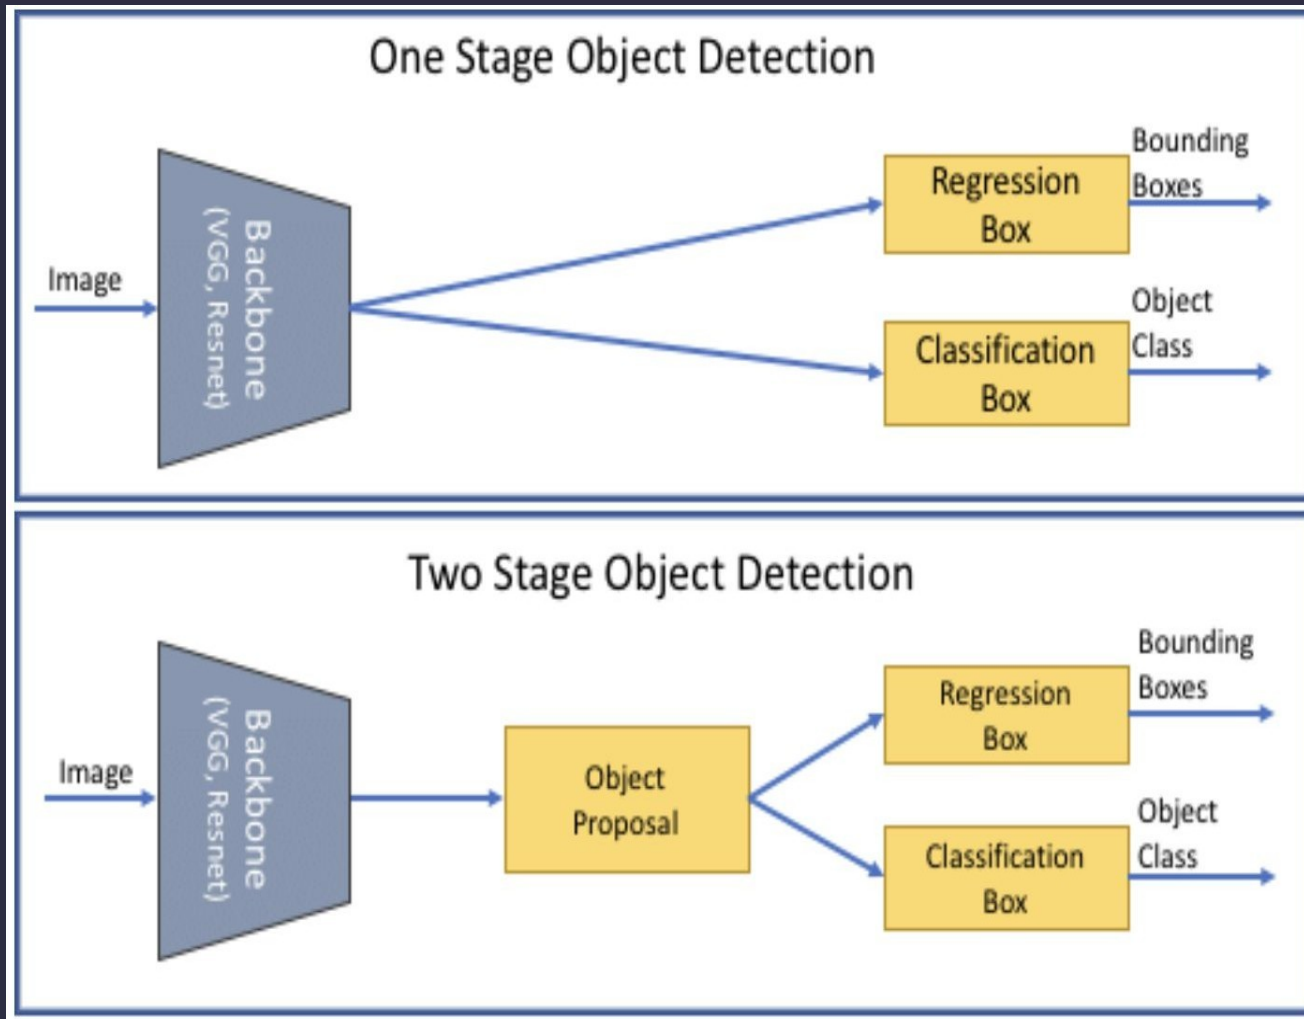 One Stage Object Detection
Image
Backbone
(VGG, Resnet)
Regression
Box
Bounding
Boxes
Classification
Box
Object
Class
Two Stage Object Detection
Image
Backbone
(VGG, Resnet)
Object
Proposal
Regression
Box
Bounding
Boxes
Classification
Box
Object
Class